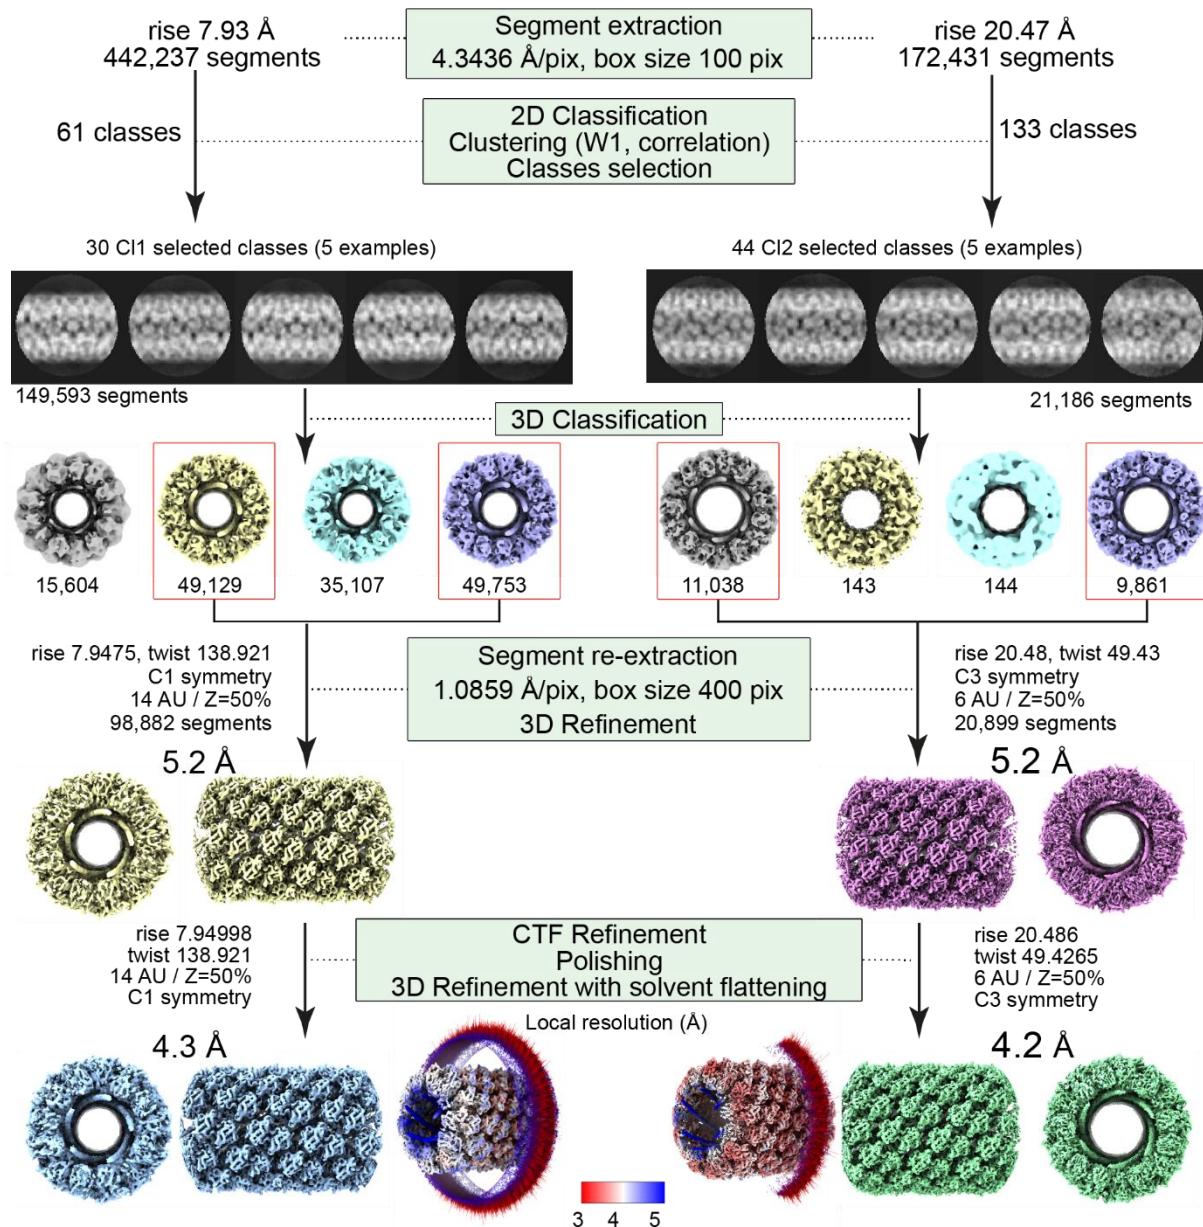 rise 7.93 Å
442,237 segments
Segment extraction
4.3436 Å/pix, box size 100 pix
rise 20.47 Å
172,431 segments
61 classes
2D Classification
Clustering (W1, correlation)
Classes selection
133 classes
30 Cl1 selected classes (5 examples)
44 Cl2 selected classes (5 examples)
149,593 segments
21,186 segments
3D Classification
15,604
49,129
35,107
49,753
11,038
143
144
9,861
rise 7.9475, twist 138.921
C1 symmetry
14 AU / Z=50%
98,882 segments
Segment re-extraction
1.0859 Å/pix, box size 400 pix
3D Refinement
rise 20.48, twist 49.43
C3 symmetry
6 AU / Z=50%
20,899 segments
5.2 Å
5.2 Å
rise 7.94998
twist 138.921
14 AU / Z=50%
C1 symmetry
CTF Refinement
Polishing
3D Refinement with solvent flattening
rise 20.486
twist 49.4265
6 AU / Z=50%
C3 symmetry
Local resolution (Å)
4.3 Å
4.2 Å
3 4 5